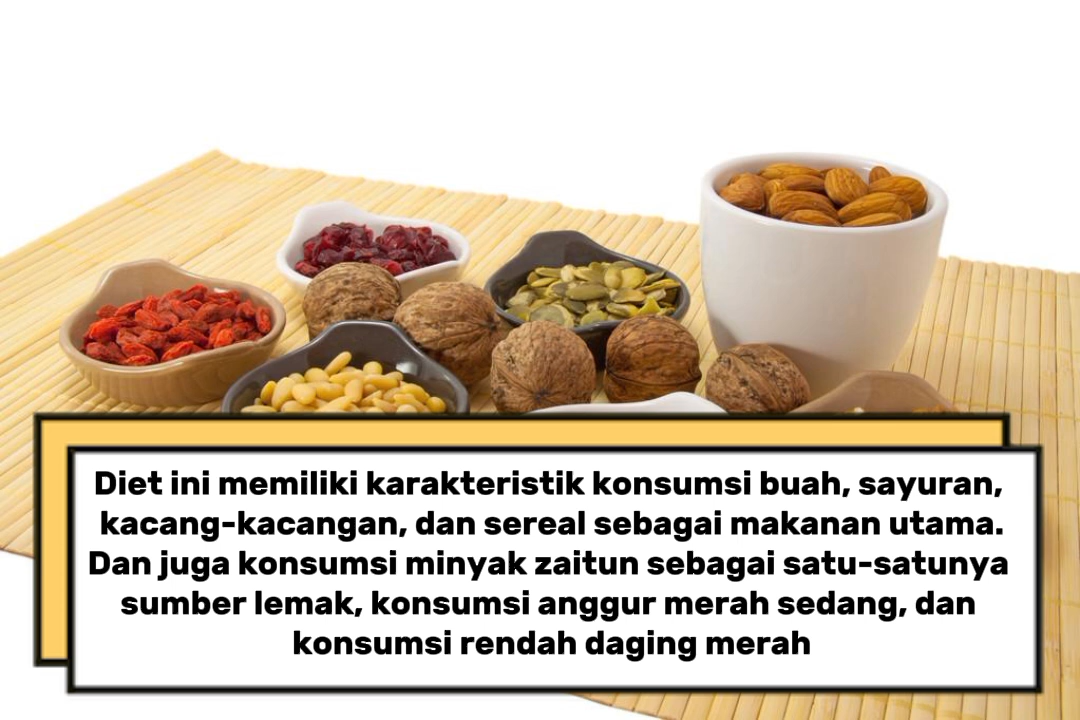 Diet ini memiliki karakteristik konsumsi buah, sayuran,
kacang-kacangan, dan sereal sebagai makanan utama.
Dan juga konsumsi minyak zaitun sebagai satu-satunya
sumber lemak, konsumsi anggur merah sedang, dan
konsumsi rendah daging merah